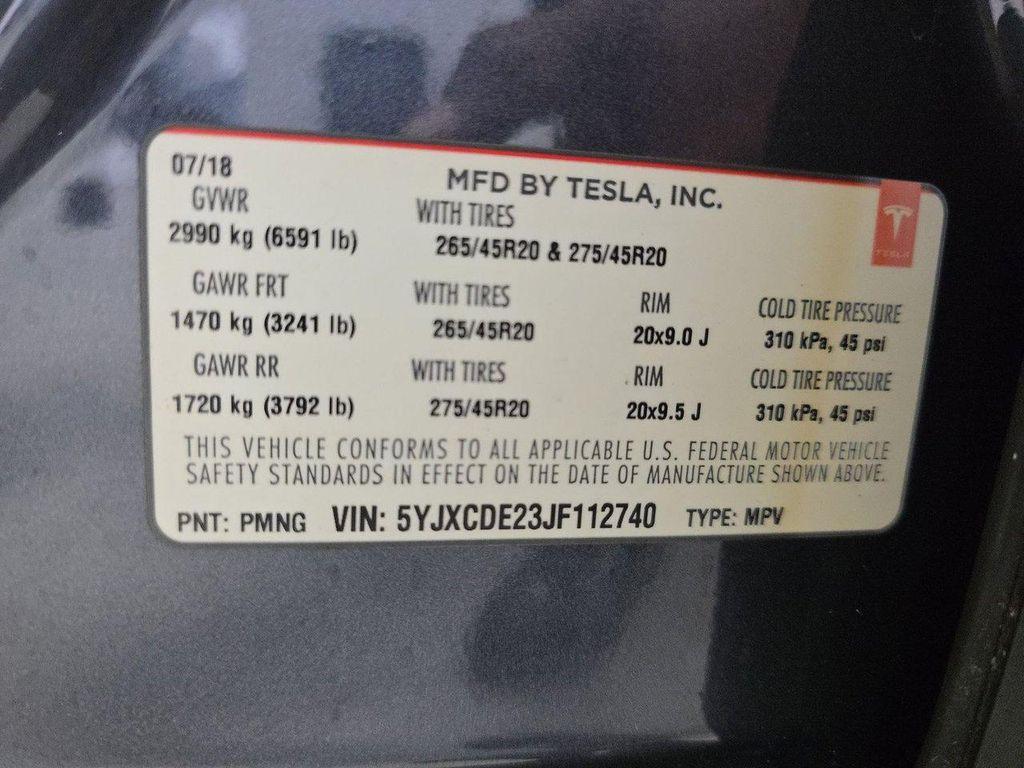 07/18
MFD BY TESLA, INC.
GVWR WITH TIRES
2990 kg (6591 lb) 265/45R20 & 275/45R20
TESLA
GAWR FRT WITH TIRES RIM COLD TIRE PRESSURE
1470 kg (3241 lb) 265/45R20 20x9.0 J 310 kPa, 45 psi
GAWR RR WITH TIRES RIM COLD TIRE PRESSURE
1720 kg (3792 lb) 275/45R20 20x9.5 J 310 kPa, 45 psi
THIS VEHICLE CONFORMS TO ALL APPLICABLE U.S. FEDERAL MOTOR VEHICLE
SAFETY STANDARDS IN EFFECT ON THE DATE OF MANUFACTURE SHOWN ABOVE.
PNT: PMNG VIN: 5YJXCDE23JF112740 TYPE: MPV